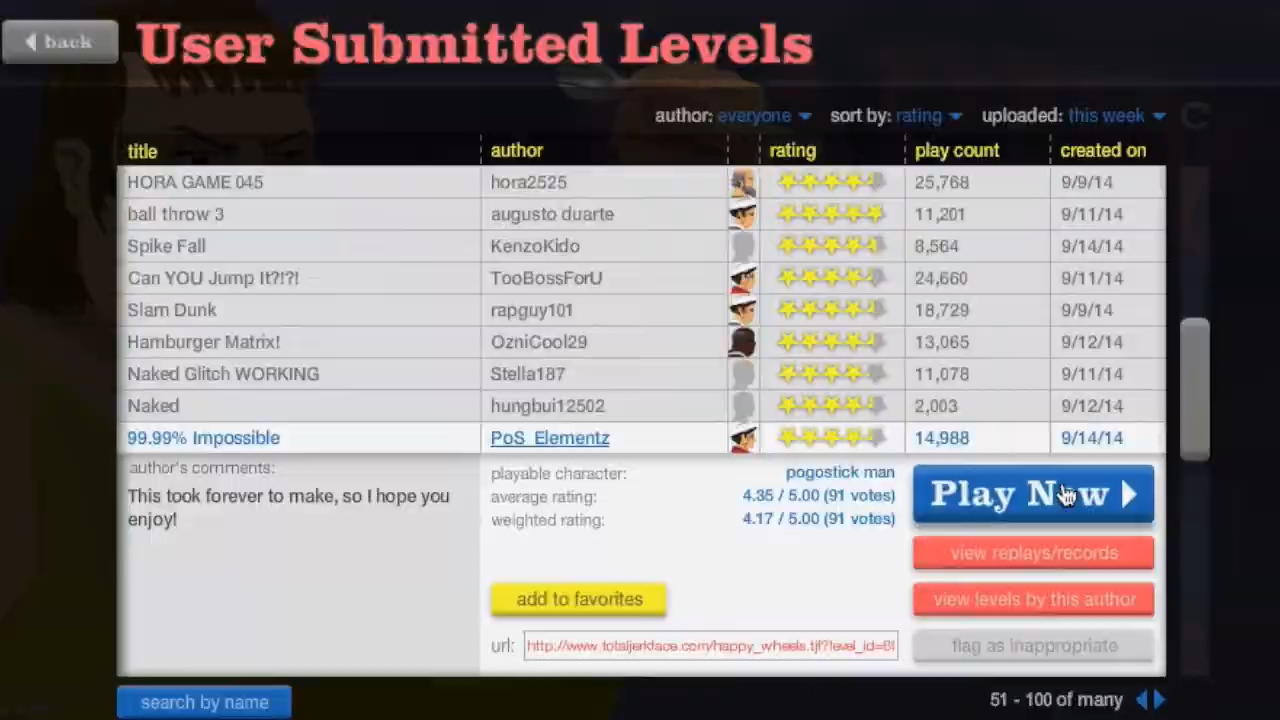 back
User Submitted Levels
author: everyone sort by: rating uploaded: this week
title author rating play count created on
HORA GAME 045 hora2525 25,768 9/9/14
ball throw 3 augusto duarte 11,201 9/11/14
Spike Fall KenzoKido 8,564 9/14/14
Can YOU Jump It?!?! TooBossForU 24,660 9/11/14
Slam Dunk rapguy101 18,729 9/9/14
Hamburger Matrix! OzniCool29 13,065 9/12/14
Naked Glitch WORKING Stella187 11,078 9/11/14
Naked hungbui12502 2,003 9/12/14
99.99% Impossible PoS_Elementz 14,988 9/14/14
author's comments:
This took forever to make, so I hope you
enjoy!
playable character: pogostick man
average rating: 4.35 / 5.00 (91 votes)
weighted rating: 4.17 / 5.00 (91 votes)
Play Now
view replays/records
add to favorites
view levels by this author
url: http://www.totaljerkface.com/happy_wheels.tjf?level_id=
flag as inappropriate
search by name
51 - 100 of many